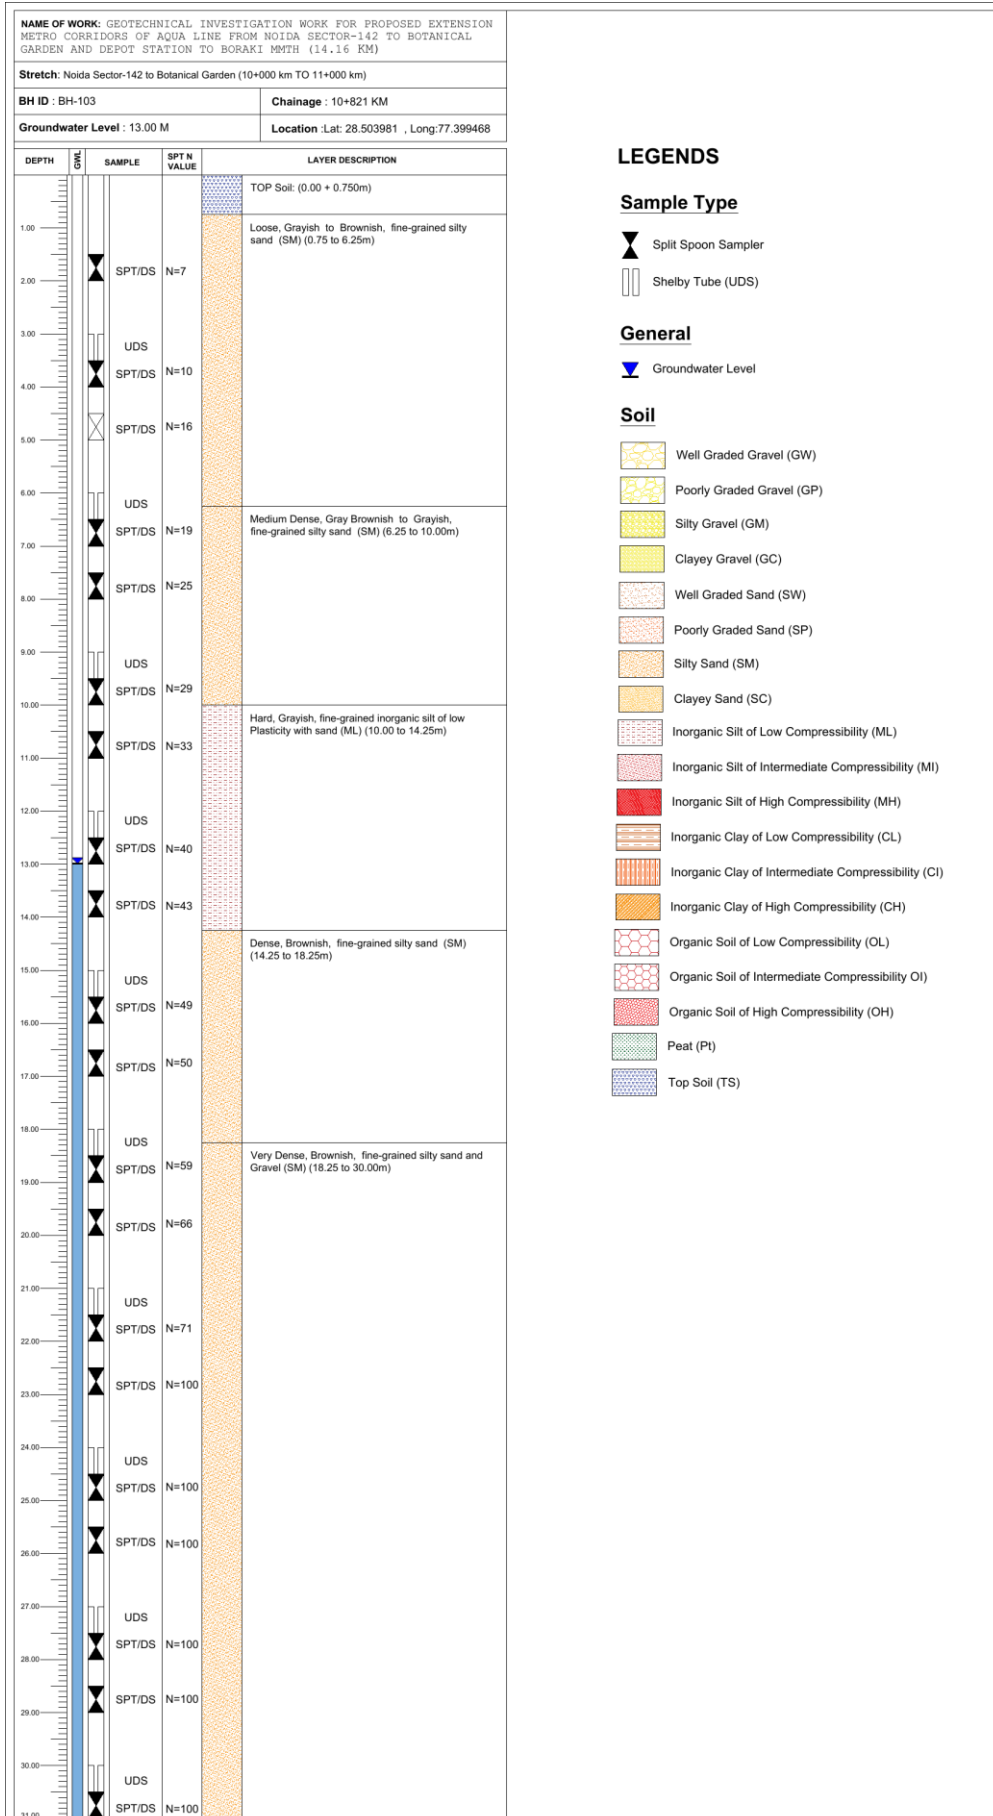 NAME OF WORK: GEOTECHNICAL INVESTIGATION WORK FOR PROPOSED EXTENSION
METRO CORRIDORS OF AQUA LINE FROM NOIDA SECTOR-142 TO BOTANICAL
GARDEN AND DEPOT STATION TO BORAKI MMTH (14.16 KM)
Stretch: Noida Sector-142 to Botanical Garden (10+000 km TO 11+000 km)
BH ID : BH-103
Chainage : 10+821 KM
Groundwater Level : 13.00 M
Location :Lat: 28.503981 , Long:77.399468
DEPTH
GWL
SAMPLE
SPT N
VALUE
LAYER DESCRIPTION
TOP Soil: (0.00 + 0.750m)
1.00
Loose, Grayish to Brownish, fine-grained silty
sand (SM) (0.75 to 6.25m)
SPT/DS N=7
2.00
3.00
UDS
SPT/DS N=10
4.00
SPT/DS N=16
5.00
6.00
UDS
Medium Dense, Gray Brownish to Grayish,
fine-grained silty sand (SM) (6.25 to 10.00m)
SPT/DS N=19
7.00
SPT/DS N=25
8.00
9.00
UDS
SPT/DS N=29
10.00
Hard, Grayish, fine-grained inorganic silt of low
Plasticity with sand (ML) (10.00 to 14.25m)
SPT/DS N=33
11.00
12.00
UDS
SPT/DS N=40
13.00
SPT/DS N=43
14.00
Dense, Brownish, fine-grained silty sand (SM)
(14.25 to 18.25m)
15.00
UDS
SPT/DS N=49
16.00
SPT/DS N=50
17.00
18.00
UDS
Very Dense, Brownish, fine-grained silty sand and
Gravel (SM) (18.25 to 30.00m)
SPT/DS N=59
19.00
SPT/DS N=66
20.00
21.00
UDS
SPT/DS N=71
22.00
SPT/DS N=100
23.00
24.00
UDS
SPT/DS N=100
25.00
SPT/DS N=100
26.00
27.00
UDS
SPT/DS N=100
28.00
SPT/DS N=100
29.00
30.00
UDS
SPT/DS N=100
31.00
LEGENDS
Sample Type
Split Spoon Sampler
Shelby Tube (UDS)
General
Groundwater Level
Soil
Well Graded Gravel (GW)
Poorly Graded Gravel (GP)
Silty Gravel (GM)
Clayey Gravel (GC)
Well Graded Sand (SW)
Poorly Graded Sand (SP)
Silty Sand (SM)
Clayey Sand (SC)
Inorganic Silt of Low Compressibility (ML)
Inorganic Silt of Intermediate Compressibility (MI)
Inorganic Silt of High Compressibility (MH)
Inorganic Clay of Low Compressibility (CL)
Inorganic Clay of Intermediate Compressibility (CI)
Inorganic Clay of High Compressibility (CH)
Organic Soil of Low Compressibility (OL)
Organic Soil of Intermediate Compressibility OI)
Organic Soil of High Compressibility (OH)
Peat (Pt)
Top Soil (TS)